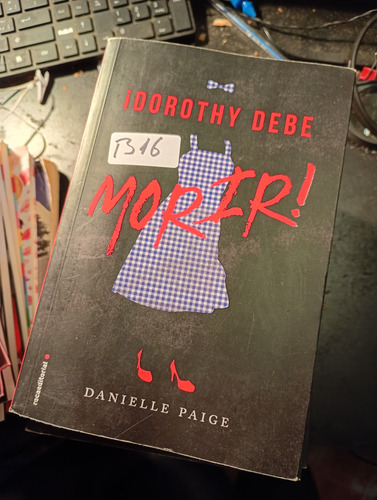 ¡DOROTHY DEBE
B16
MORIR!
DANIELLE PAIGE
rocaeditorial